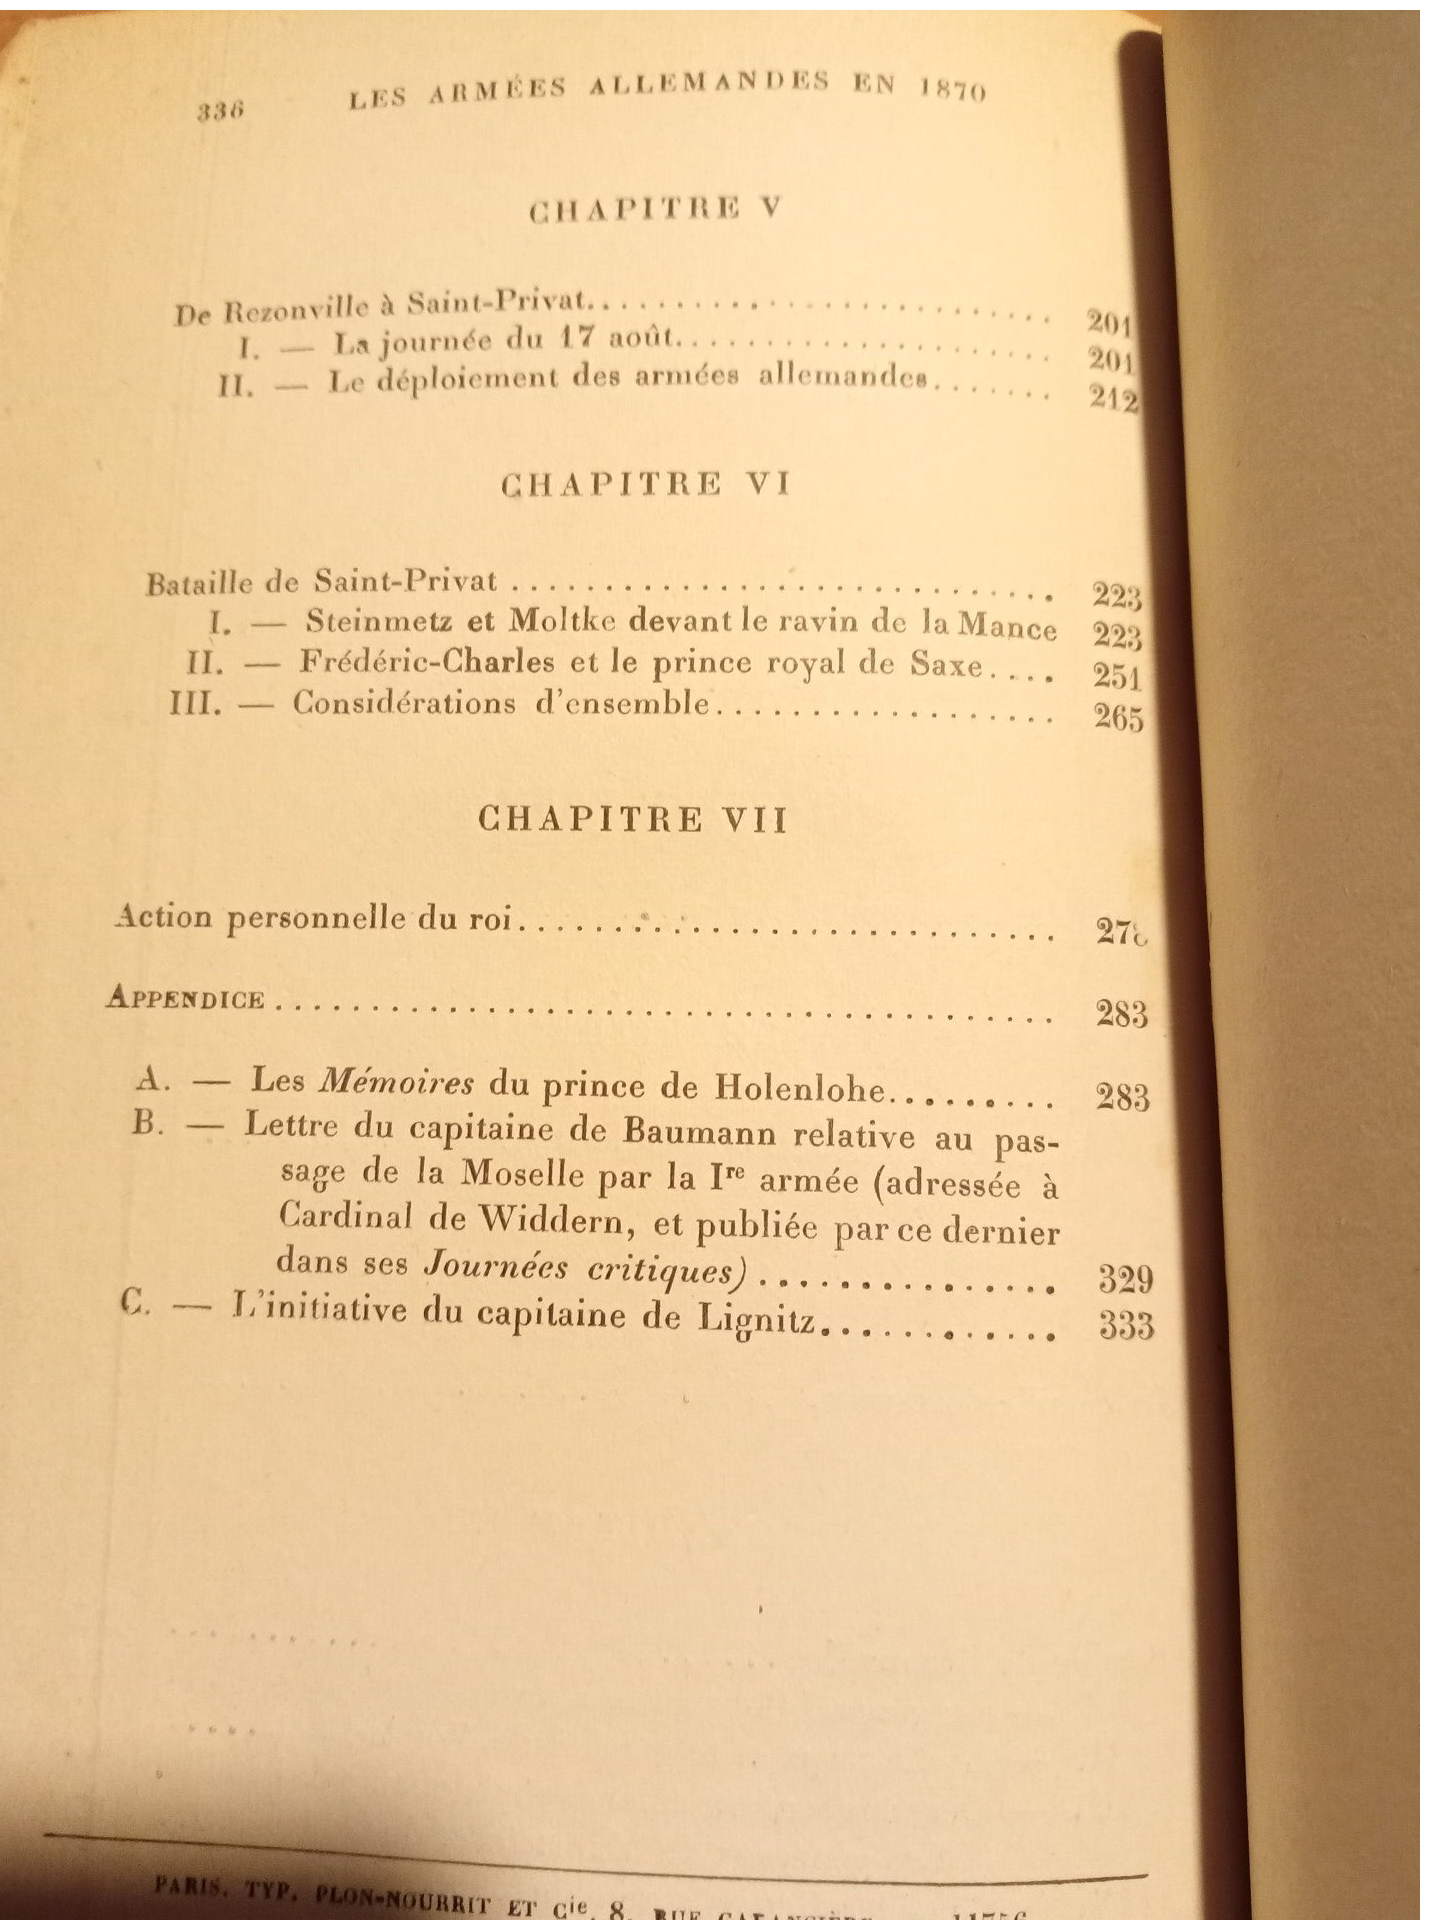 336 LES ARMÉES ALLEMANDES EN 1870
CHAPITRE V
De Rezonville à Saint-Privat............................ 201
I. — La journée du 17 août.................... 201
II. — Le déploiement des armées allemandes....... 212
CHAPITRE VI
Bataille de Saint-Privat ............................ 223
I. — Steinmetz et Moltke devant le ravin de la Mance 223
II. — Frédéric-Charles et le prince royal de Saxe.... 251
III. — Considérations d'ensemble.................. 265
CHAPITRE VII
Action personnelle du roi............................
APPENDICE ........................................ 283
A. — Les Mémoires du prince de Holenlohe......... 283
B. — Lettre du capitaine de Baumann relative au pas-
sage de la Moselle par la Ire armée (adressée à
Cardinal de Widdern, et publiée par ce dernier
dans ses Journées critiques) ............... 329
C. — L'initiative du capitaine de Lignitz............ 333
PARIS. TYP. PLON-NOURRIT ET Cie, 8, RUE